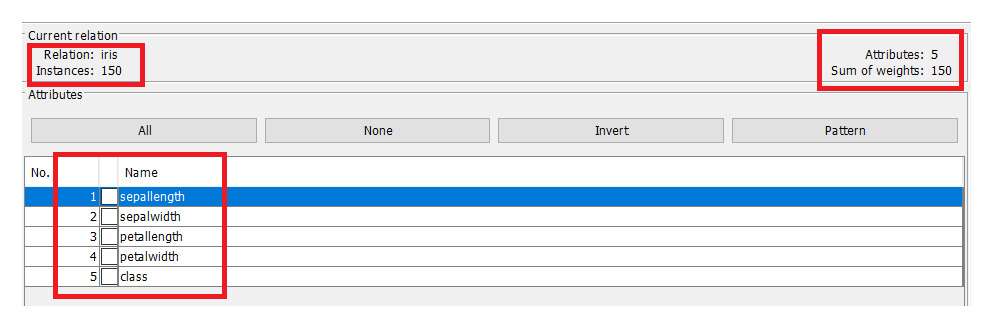 Current relation
Relation: iris
Attributes: 5
Instances: 150
Sum of weights: 150
Attributes
All
None
Invert
Pattern
No.
Name
1 sepallength
2 sepalwidth
3 petallength
4 petalwidth
5 class